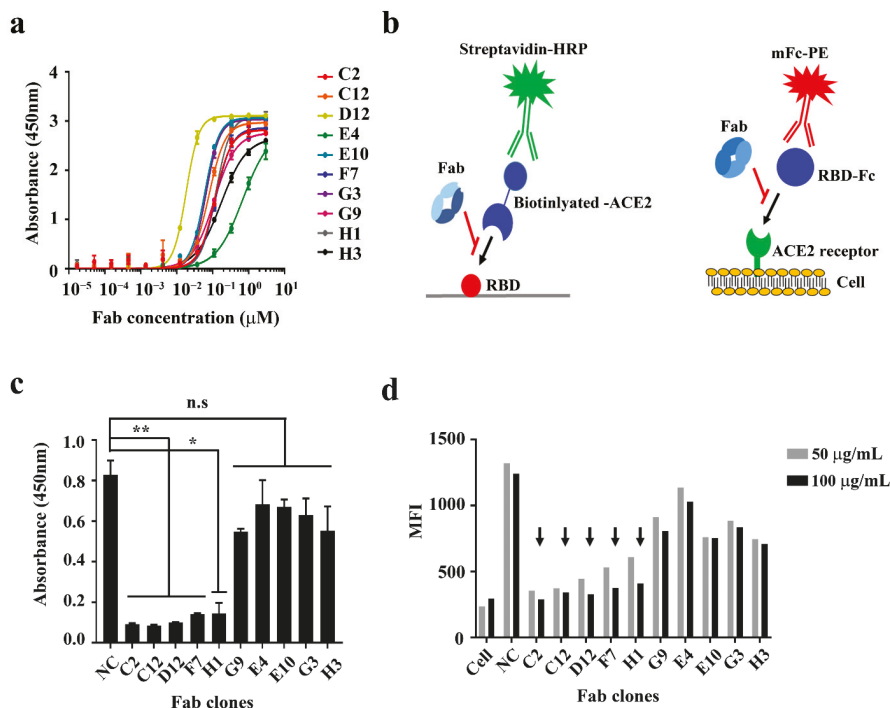 a
Absorbance (450nm)
4
3
2
1
0
10⁻⁵ 10⁻⁴ 10⁻³ 10⁻² 10⁻¹ 10⁰ 10¹
Fab concentration (μM)
C2
C12
D12
E4
E10
F7
G3
G9
H1
H3
b
Streptavidin-HRP
Fab
Biotinlyated -ACE2
RBD
mFc-PE
Fab
RBD-Fc
ACE2 receptor
Cell
c
n.s
**
*
Absorbance (450nm)
1.0
0.8
0.6
0.4
0.2
0.0
NC C2 C12 D12 F7 H1 G9 E4 E10 G3 H3
Fab clones
d
MFI
1500
1000
500
0
Cell NC C2 C12 D12 F7 H1 G9 E4 E10 G3 H3
Fab clones
50 μg/mL
100 μg/mL